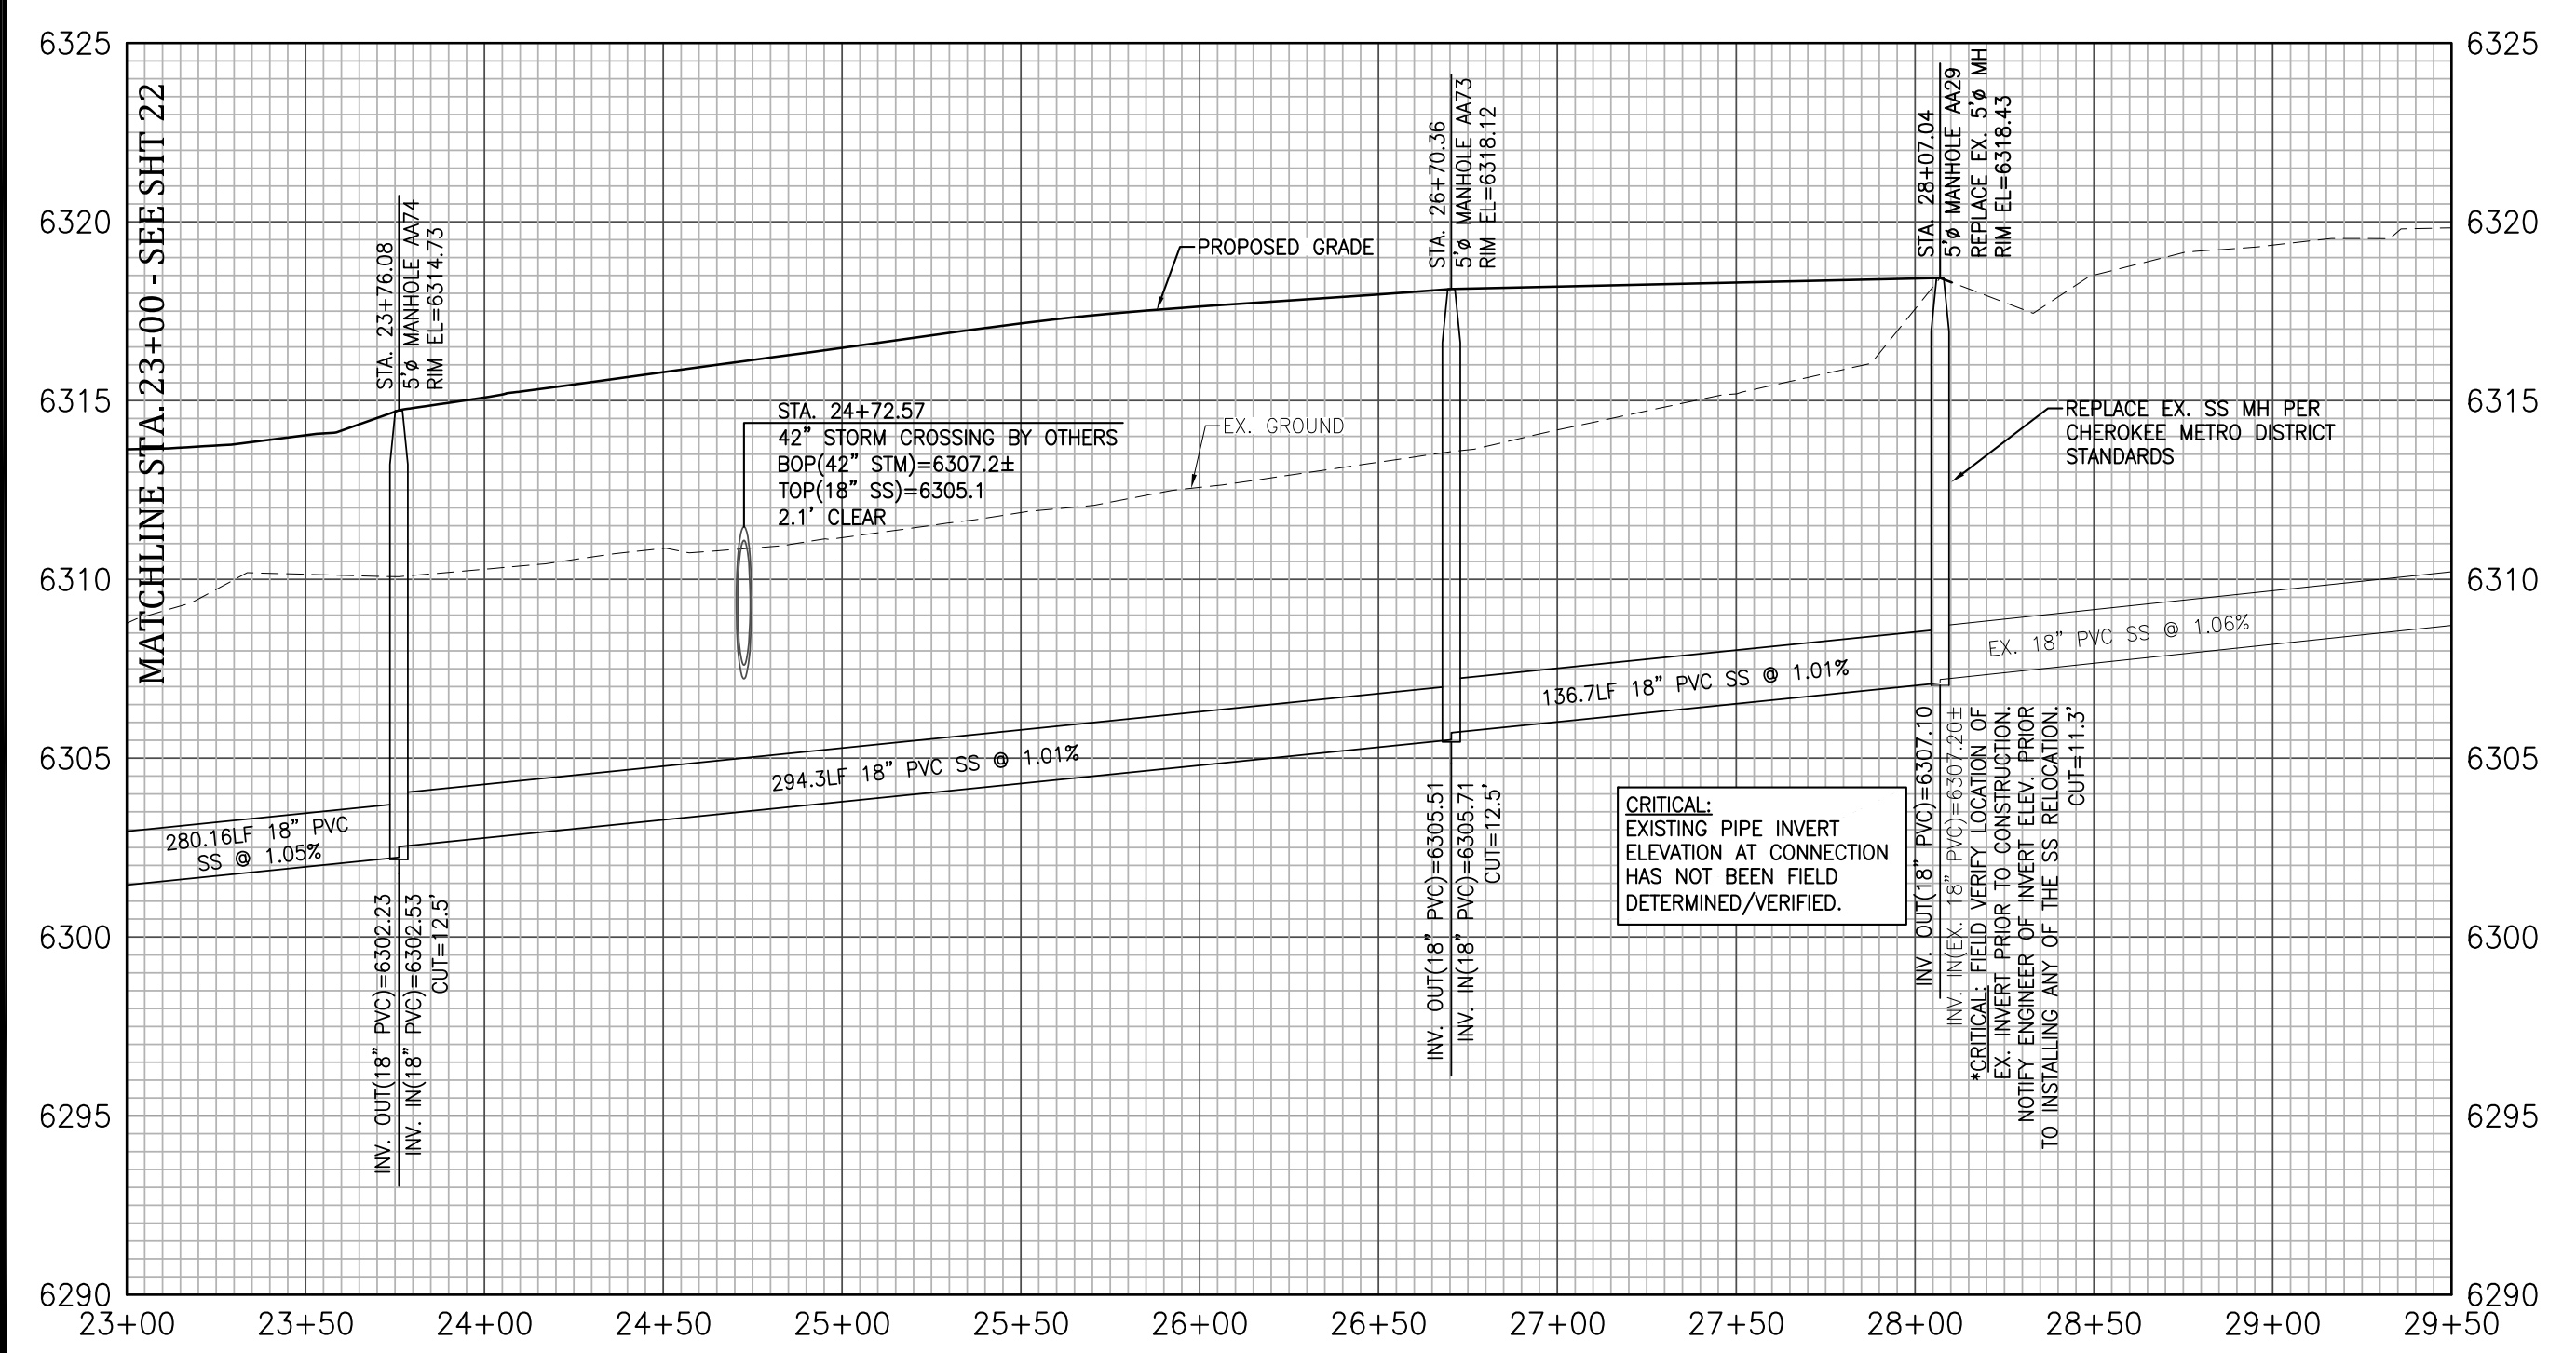 6325
6320
6315
6310
6305
6300
6295
6290
MATCHLINE STA. 23+00 - SEE SHT 22
STA. 23+76.08
5'ø MANHOLE AA74
RIM EL=6314.73
STA. 24+72.57
42" STORM CROSSING BY OTHERS
BOP(42" STM)=6307.2±
TOP(18" SS)=6305.1
2.1' CLEAR
PROPOSED GRADE
EX. GROUND
STA. 26+70.36
5'ø MANHOLE AA73
RIM EL=6318.12
STA. 28+07.04
5'ø MANHOLE AA29
REPLACE EX. 5'ø MH
RIM EL=6318.43
REPLACE EX. SS MH PER
CHEROKEE METRO DISTRICT
STANDARDS
280.16LF 18" PVC
SS @ 1.05%
294.3LF 18" PVC SS @ 1.01%
136.7LF 18" PVC SS @ 1.01%
EX. 18" PVC SS @ 1.06%
INV. OUT(18" PVC)=6302.23
INV. IN(18" PVC)=6302.53
CUT=12.5'
INV. OUT(18" PVC)=6305.51
INV. IN(18" PVC)=6305.71
CUT=12.5'
CRITICAL:
EXISTING PIPE INVERT
ELEVATION AT CONNECTION
HAS NOT BEEN FIELD
DETERMINED/VERIFIED.
INV. OUT(18" PVC)=6307.10
INV. IN(EX. 18" PVC)=6307.20±
*CRITICAL: FIELD VERIFY LOCATION OF
EX. INVERT PRIOR TO CONSTRUCTION.
NOTIFY ENGINEER OF INVERT ELEV. PRIOR
TO INSTALLING ANY OF THE SS RELOCATION.
CUT=11.3'
6325
6320
6315
6310
6305
6300
6295
6290
23+00
23+50
24+00
24+50
25+00
25+50
26+00
26+50
27+00
27+50
28+00
28+50
29+00
29+50